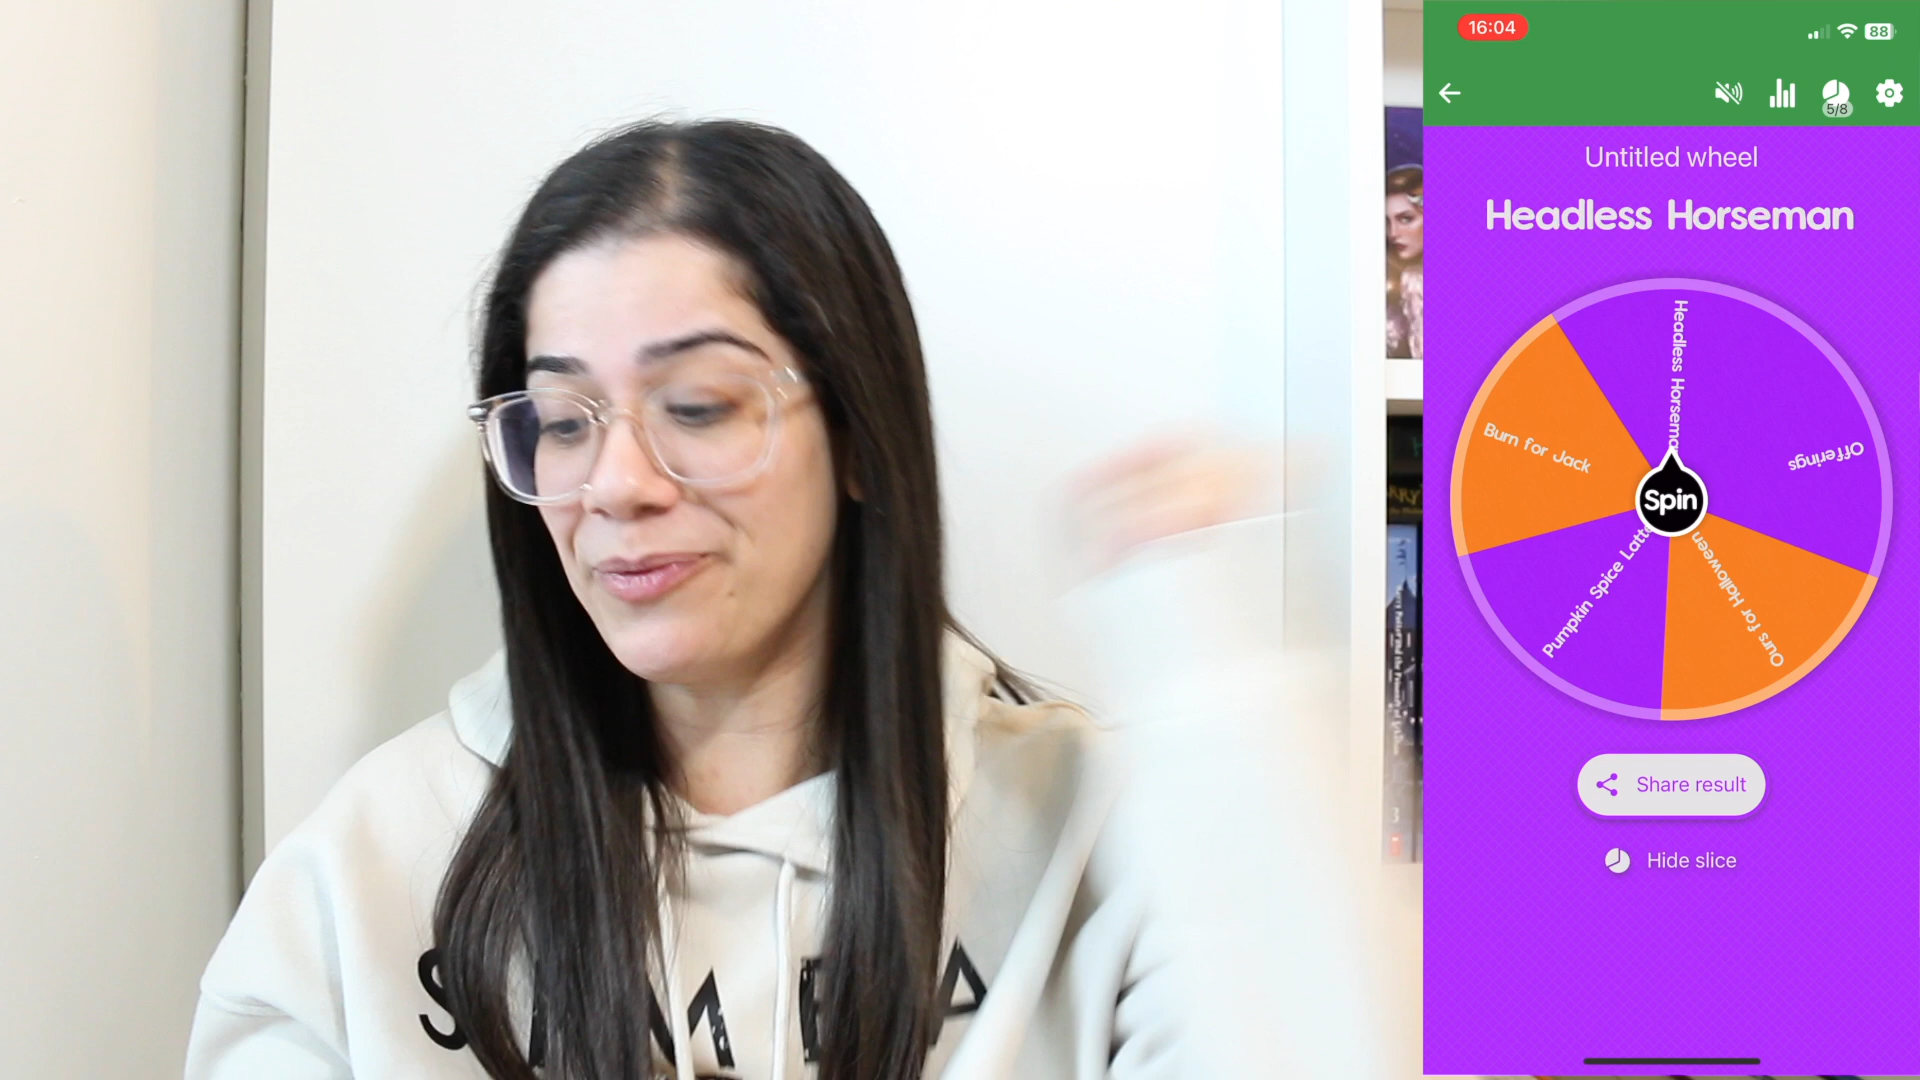 16:04
88
5/8
Untitled wheel
Headless Horseman
Headless Horseman
Offerings
Burn for Jack
Spin
Pumpkin Spice Latte
Ours for Halloween
Share result
Hide slice
3